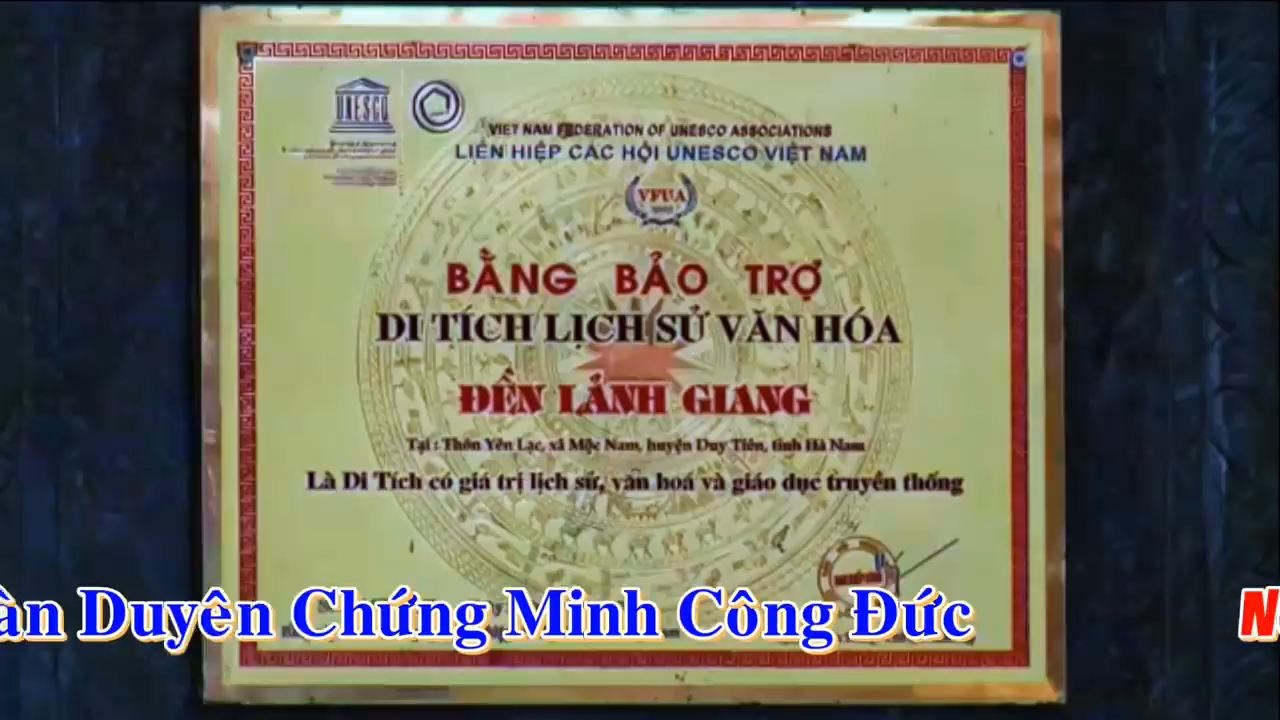 UNESCO
VIET NAM FEDERATION OF UNESCO ASSOCIATIONS
LIÊN HIỆP CÁC HỘI UNESCO VIỆT NAM
VFUA
BẰNG BẢO TRỢ
DI TÍCH LỊCH SỬ VĂN HÓA
ĐỀN LẢNH GIANG
Tại : Thôn Yên Lạc, xã Mộc Nam, huyện Duy Tiên, tỉnh Hà Nam
Là Di Tích có giá trị lịch sử, văn hoá và giáo dục truyền thống
Duyên Chứng Minh Công Đức